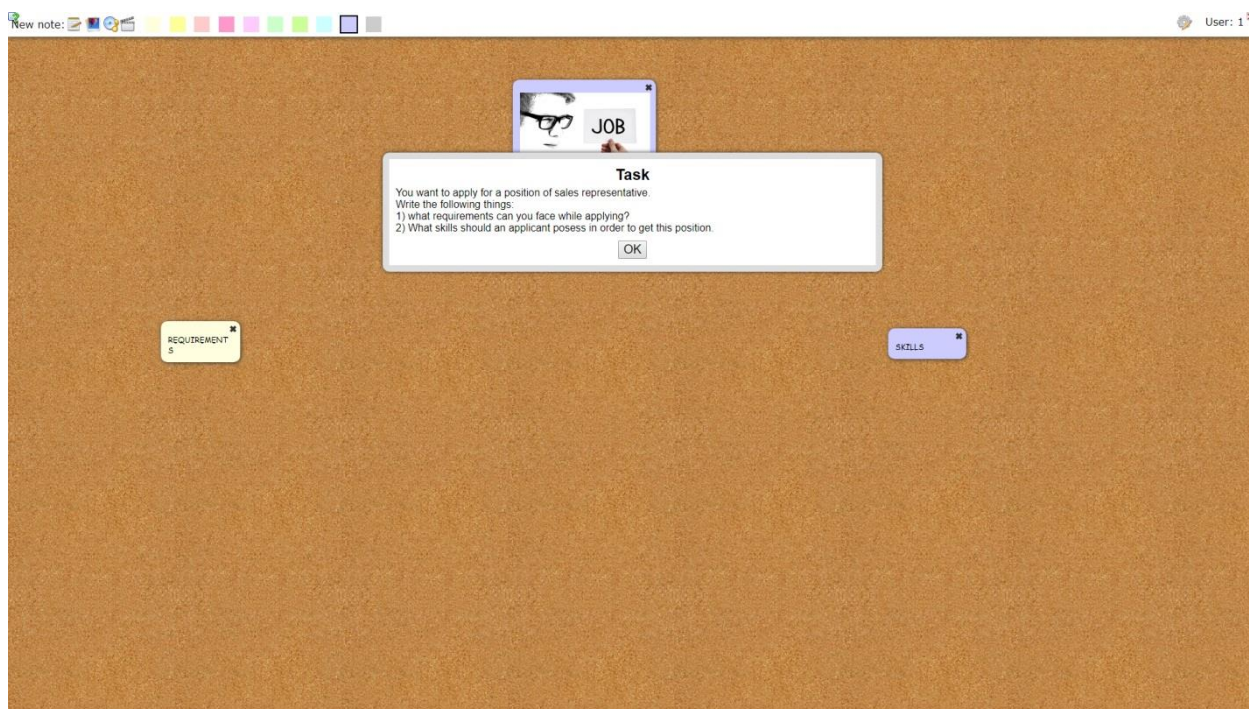 New note:
User: 1
JOB
Task
You want to apply for a position of sales representative.
Write the following things:
1) what requirements can you face while applying?
2) What skills should an applicant posess in order to get this position.
OK
REQUIREMENT
S
SKILLS